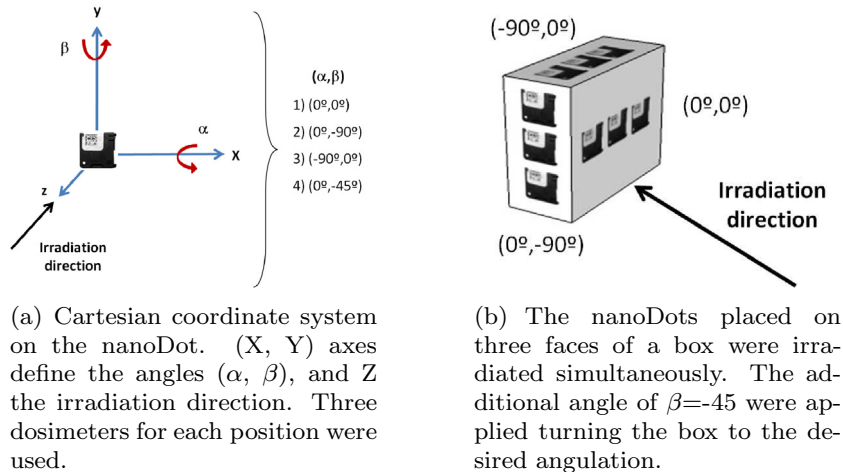 y
β
(α,β)
1) (0º,0º)
2) (0º,-90º)
3) (-90º,0º)
4) (0º,-45º)
α
X
z
Irradiation
direction
(a) Cartesian coordinate system
on the nanoDot. (X, Y) axes
define the angles (α, β), and Z
the irradiation direction. Three
dosimeters for each position were
used.
(-90º,0º)
(0º,0º)
Irradiation
direction
(0º,-90º)
(b) The nanoDots placed on
three faces of a box were irra-
diated simultaneously. The ad-
ditional angle of β=-45 were ap-
plied turning the box to the de-
sired angulation.